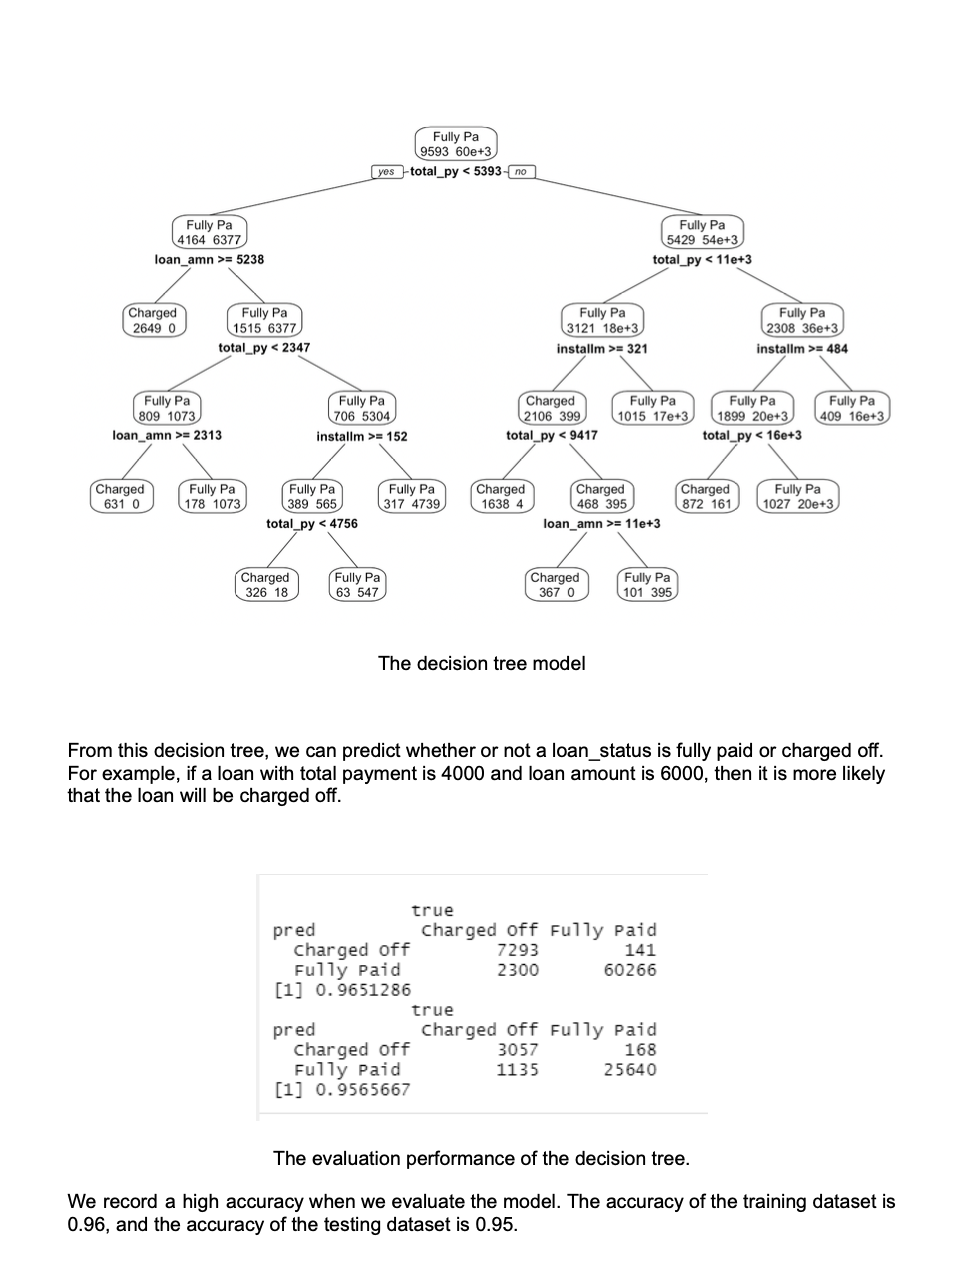 Fully Pa
9593 60e+3
yes total_py < 5393 no
Fully Pa
4164 6377
loan_amn >= 5238
Fully Pa
5429 54e+3
total_py < 11e+3
Charged
2649 0
Fully Pa
1515 6377
total_py < 2347
Fully Pa
3121 18e+3
installm >= 321
Fully Pa
2308 36e+3
installm >= 484
Fully Pa
809 1073
loan_amn >= 2313
Fully Pa
706 5304
installm >= 152
Charged
2106 399
total_py < 9417
Fully Pa
1015 17e+3
Fully Pa
1899 20e+3
total_py < 16e+3
Fully Pa
409 16e+3
Charged
631 0
Fully Pa
178 1073
Fully Pa
389 565
total_py < 4756
Fully Pa
317 4739
Charged
1638 4
Charged
468 395
loan_amn >= 11e+3
Charged
872 161
Fully Pa
1027 20e+3
Charged
326 18
Fully Pa
63 547
Charged
367 0
Fully Pa
101 395
The decision tree model
From this decision tree, we can predict whether or not a loan_status is fully paid or charged off.
For example, if a loan with total payment is 4000 and loan amount is 6000, then it is more likely
that the loan will be charged off.
true
pred Charged Off Fully Paid
Charged Off 7293 141
Fully Paid 2300 60266
[1] 0.9651286
true
pred Charged Off Fully Paid
Charged Off 3057 168
Fully Paid 1135 25640
[1] 0.9565667
The evaluation performance of the decision tree.
We record a high accuracy when we evaluate the model. The accuracy of the training dataset is
0.96, and the accuracy of the testing dataset is 0.95.